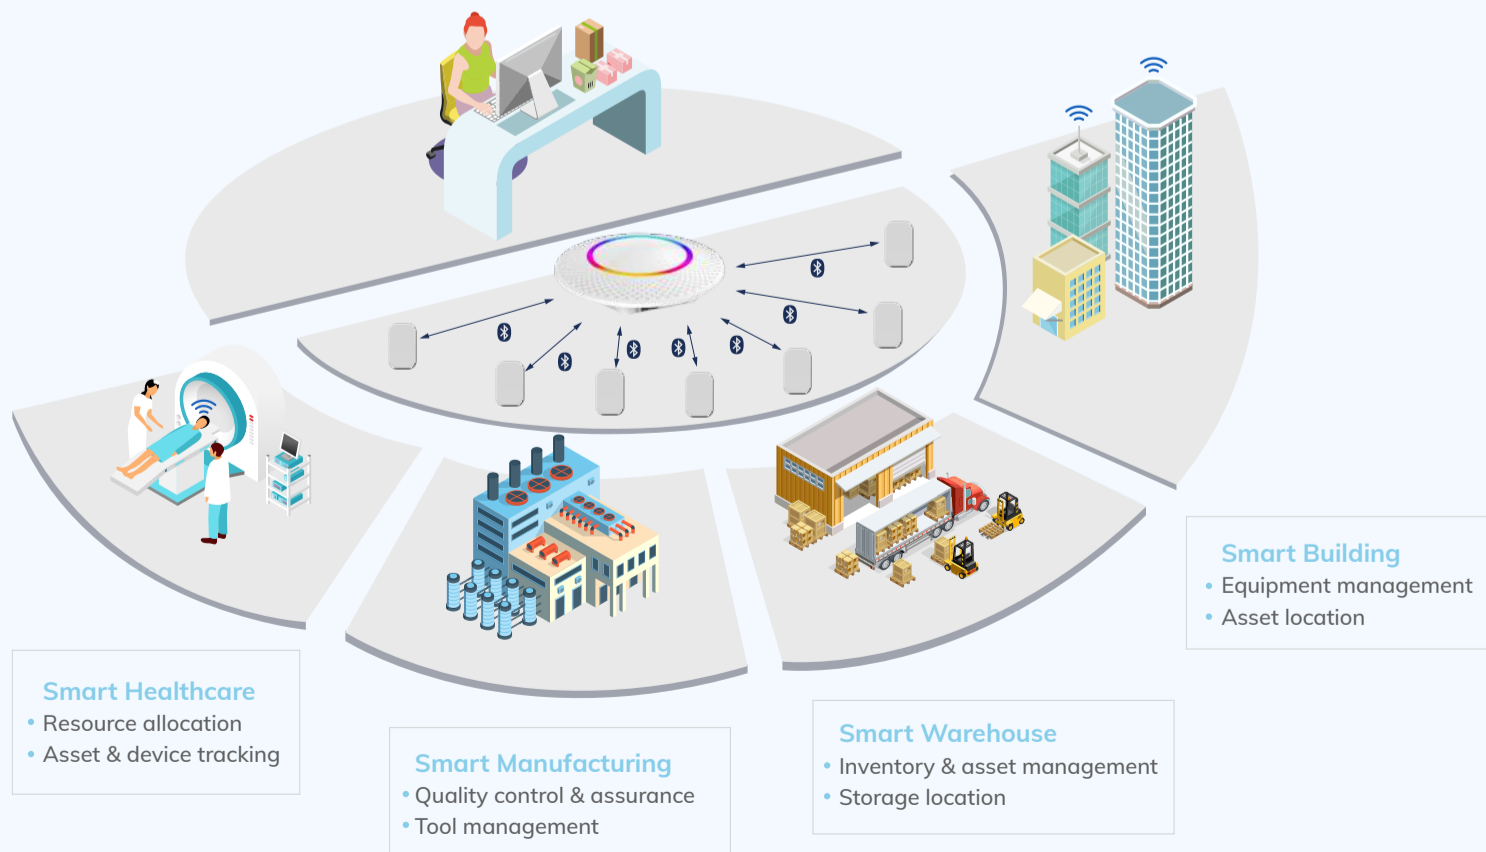 Smart Building
• Equipment management
• Asset location
Smart Healthcare
• Resource allocation
• Asset & device tracking
Smart Manufacturing
• Quality control & assurance
• Tool management
Smart Warehouse
• Inventory & asset management
• Storage location